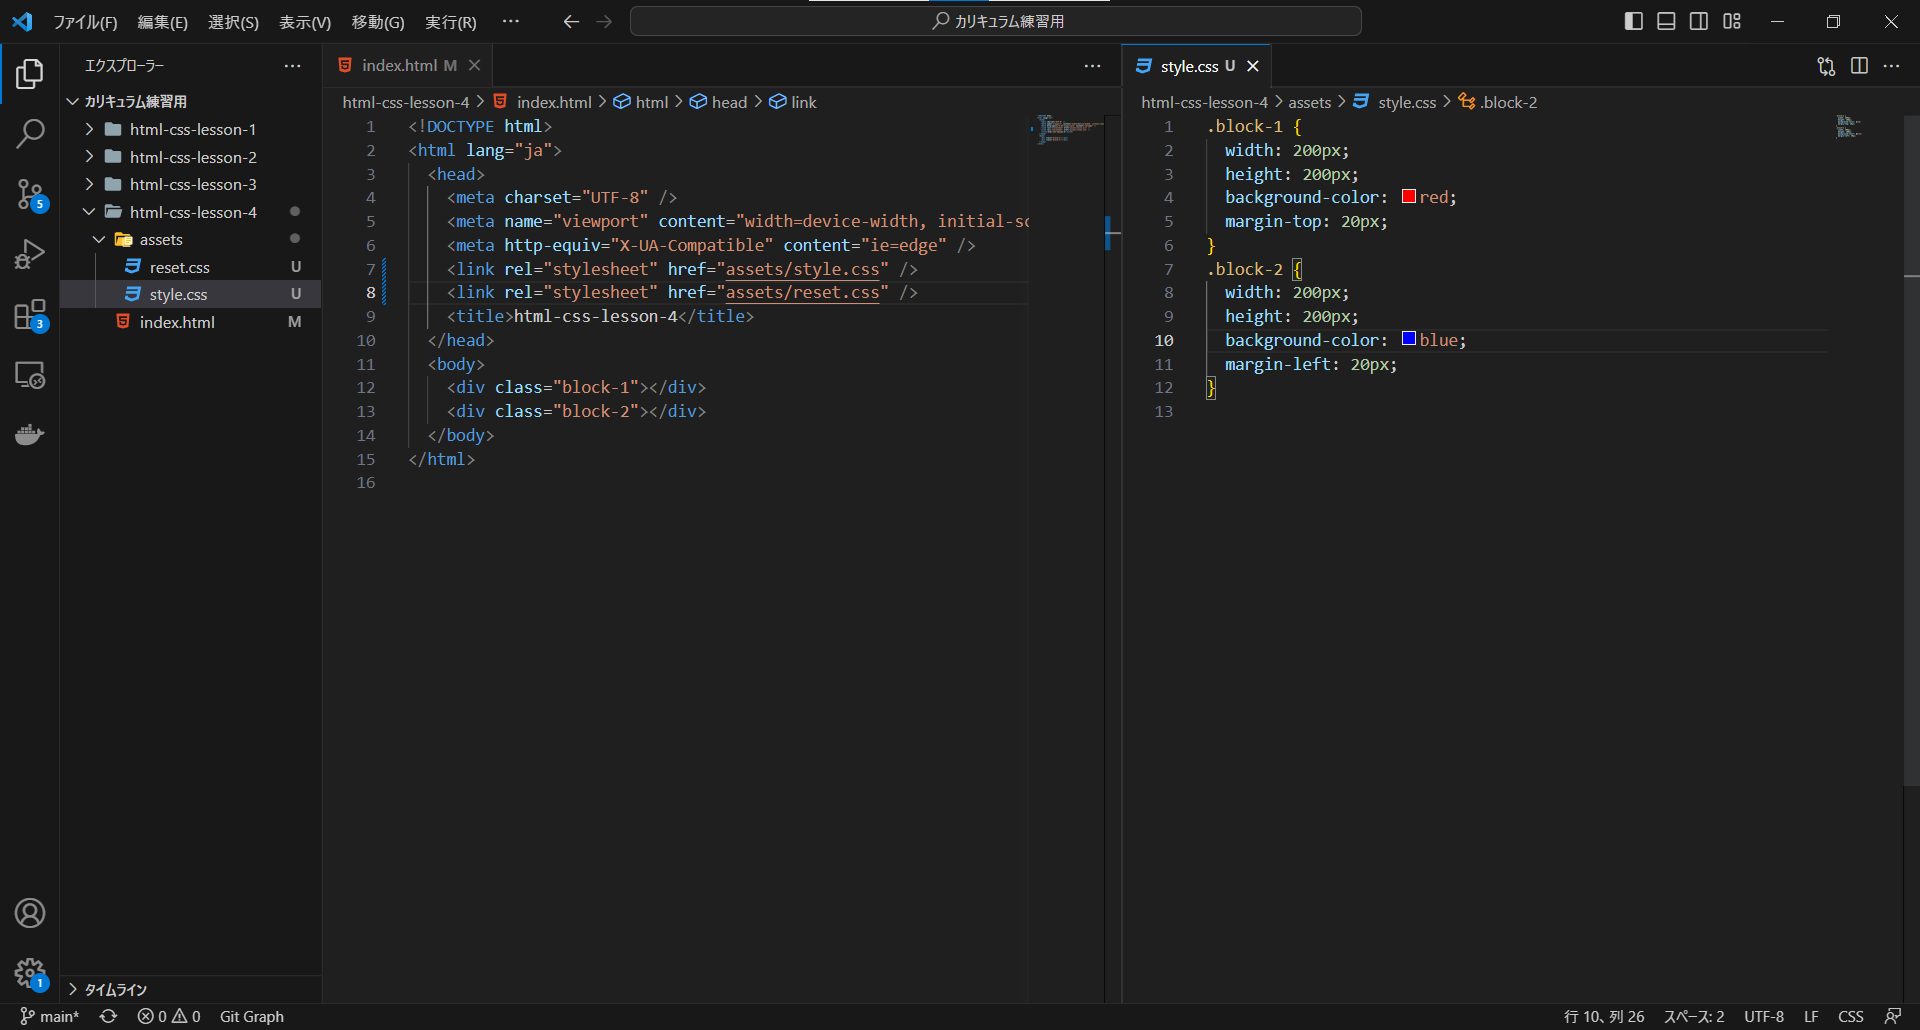 ファイル(F) 編集(E) 選択(S) 表示(V) 移動(G) 実行(R) ··· カリキュラム練習用
エクスプローラー ···
カリキュラム練習用
html-css-lesson-1
html-css-lesson-2
html-css-lesson-3
html-css-lesson-4
assets
reset.css U
style.css U
index.html M
5
3
1
タイムライン
index.html M
···
html-css-lesson-4 > index.html > html > head > link
1 <!DOCTYPE html>
2 <html lang="ja">
3 <head>
4 <meta charset="UTF-8" />
5 <meta name="viewport" content="width=device-width, initial-sc
6 <meta http-equiv="X-UA-Compatible" content="ie=edge" />
7 <link rel="stylesheet" href="assets/style.css" />
8 <link rel="stylesheet" href="assets/reset.css" />
9 <title>html-css-lesson-4</title>
10 </head>
11 <body>
12 <div class="block-1"></div>
13 <div class="block-2"></div>
14 </body>
15 </html>
16
style.css U
···
html-css-lesson-4 > assets > style.css > .block-2
1 .block-1 {
2 width: 200px;
3 height: 200px;
4 background-color: red;
5 margin-top: 20px;
6 }
7 .block-2 {
8 width: 200px;
9 height: 200px;
10 background-color: blue;
11 margin-left: 20px;
12 }
13
main* 0 0 Git Graph 行 10、列 26 スペース: 2 UTF-8 LF CSS